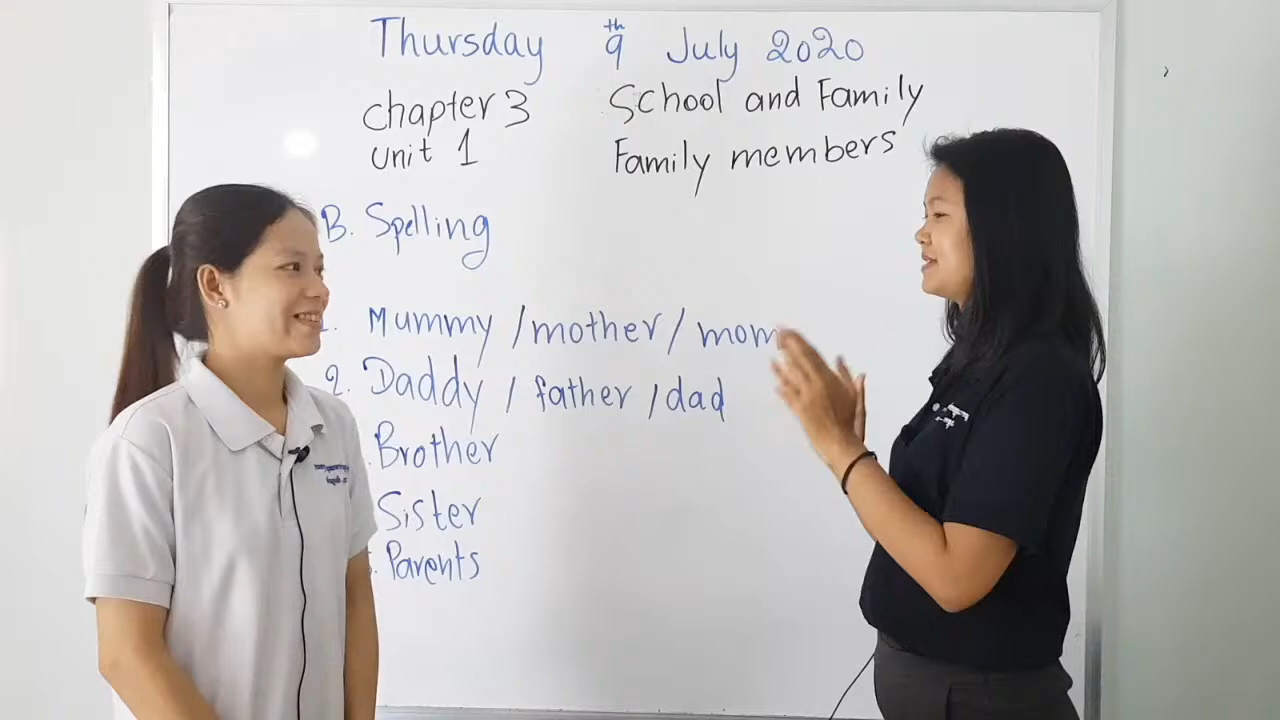 Thursday 9th July 2020
chapter 3 School and Family
unit 1 Family members
B. Spelling
1. Mummy / mother / mom
2. Daddy / father / dad
. Brother
Sister
. Parents